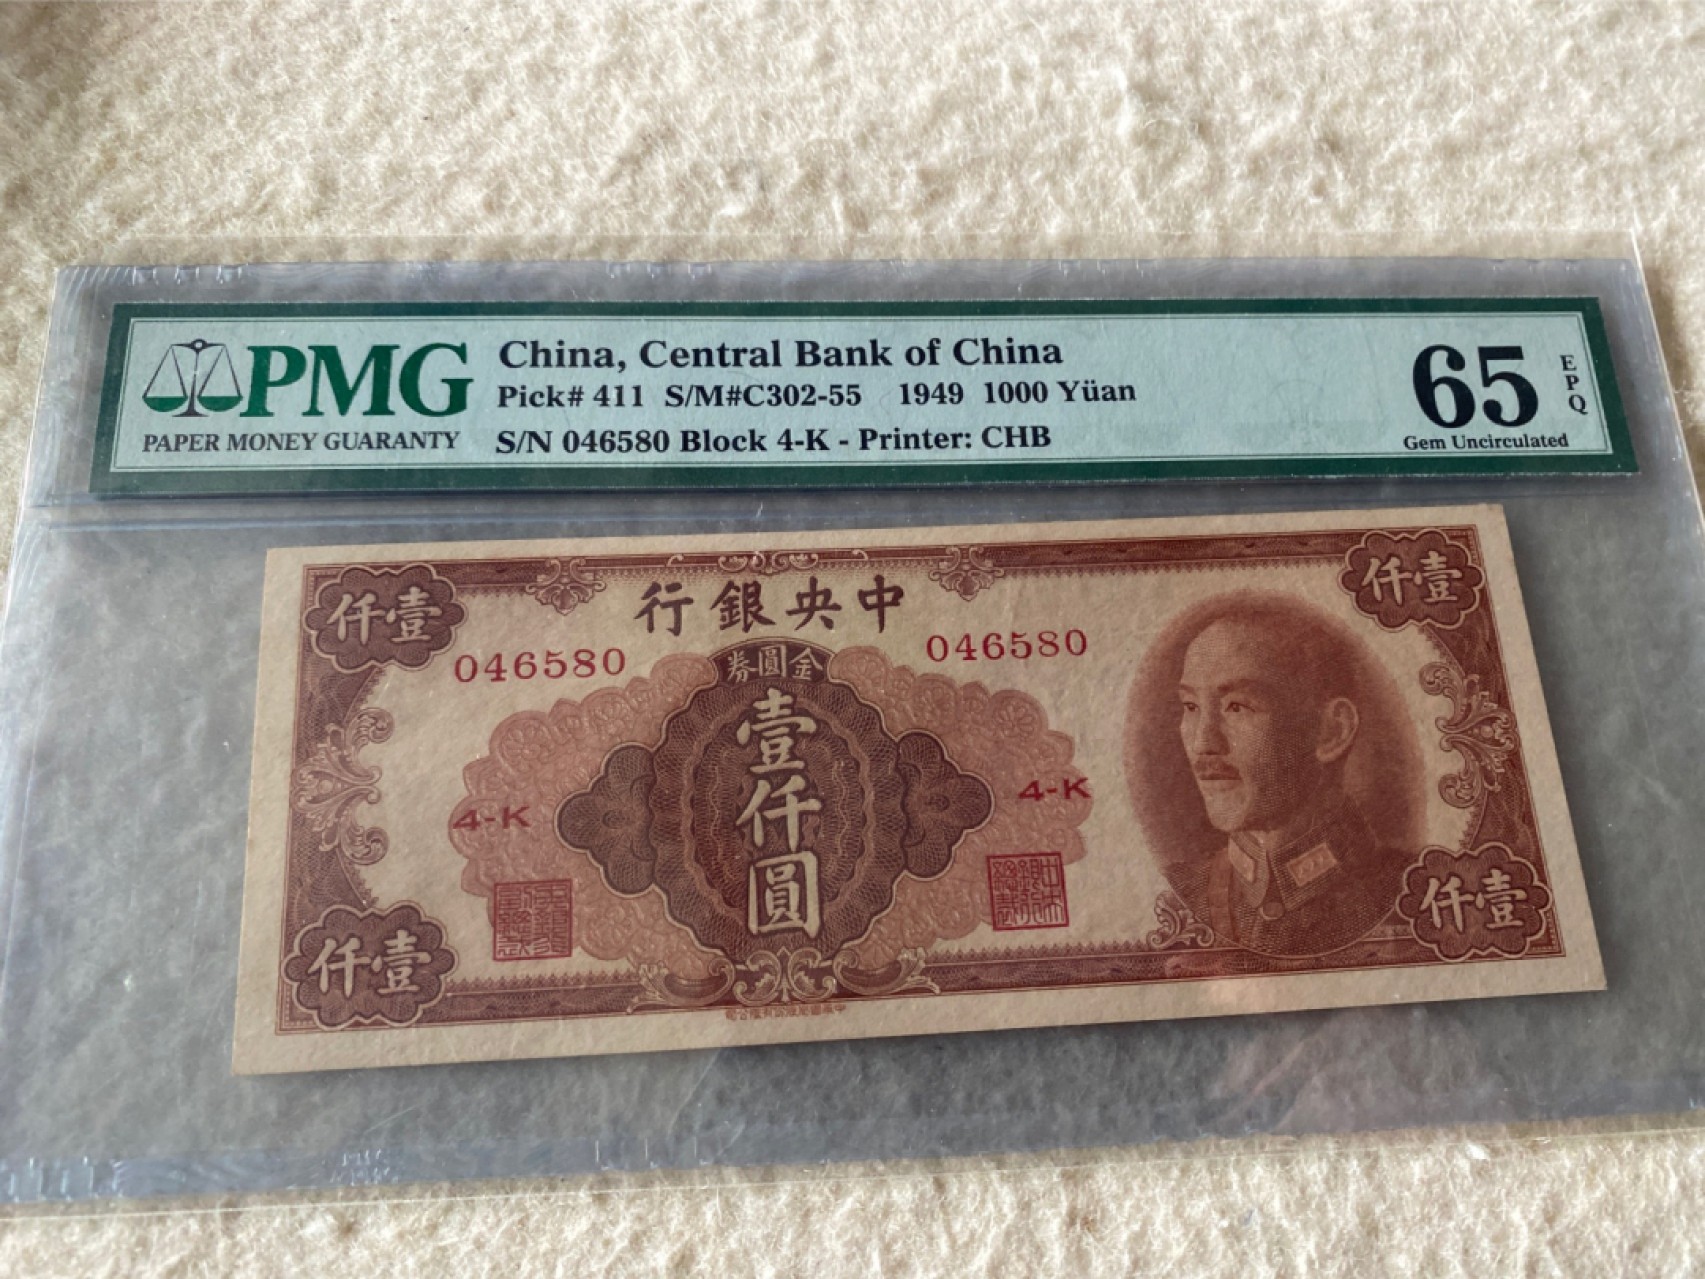 PMG
PAPER MONEY GUARANTY
China, Central Bank of China
Pick# 411 S/M#C302-55 1949 1000 Yüan
S/N 046580 Block 4-K - Printer: CHB
65
EPQ
Gem Uncirculated
仟壹
行銀央中
仟壹
046580
券圓金
046580
壹仟圓
4-K
4-K
仟壹
仟壹